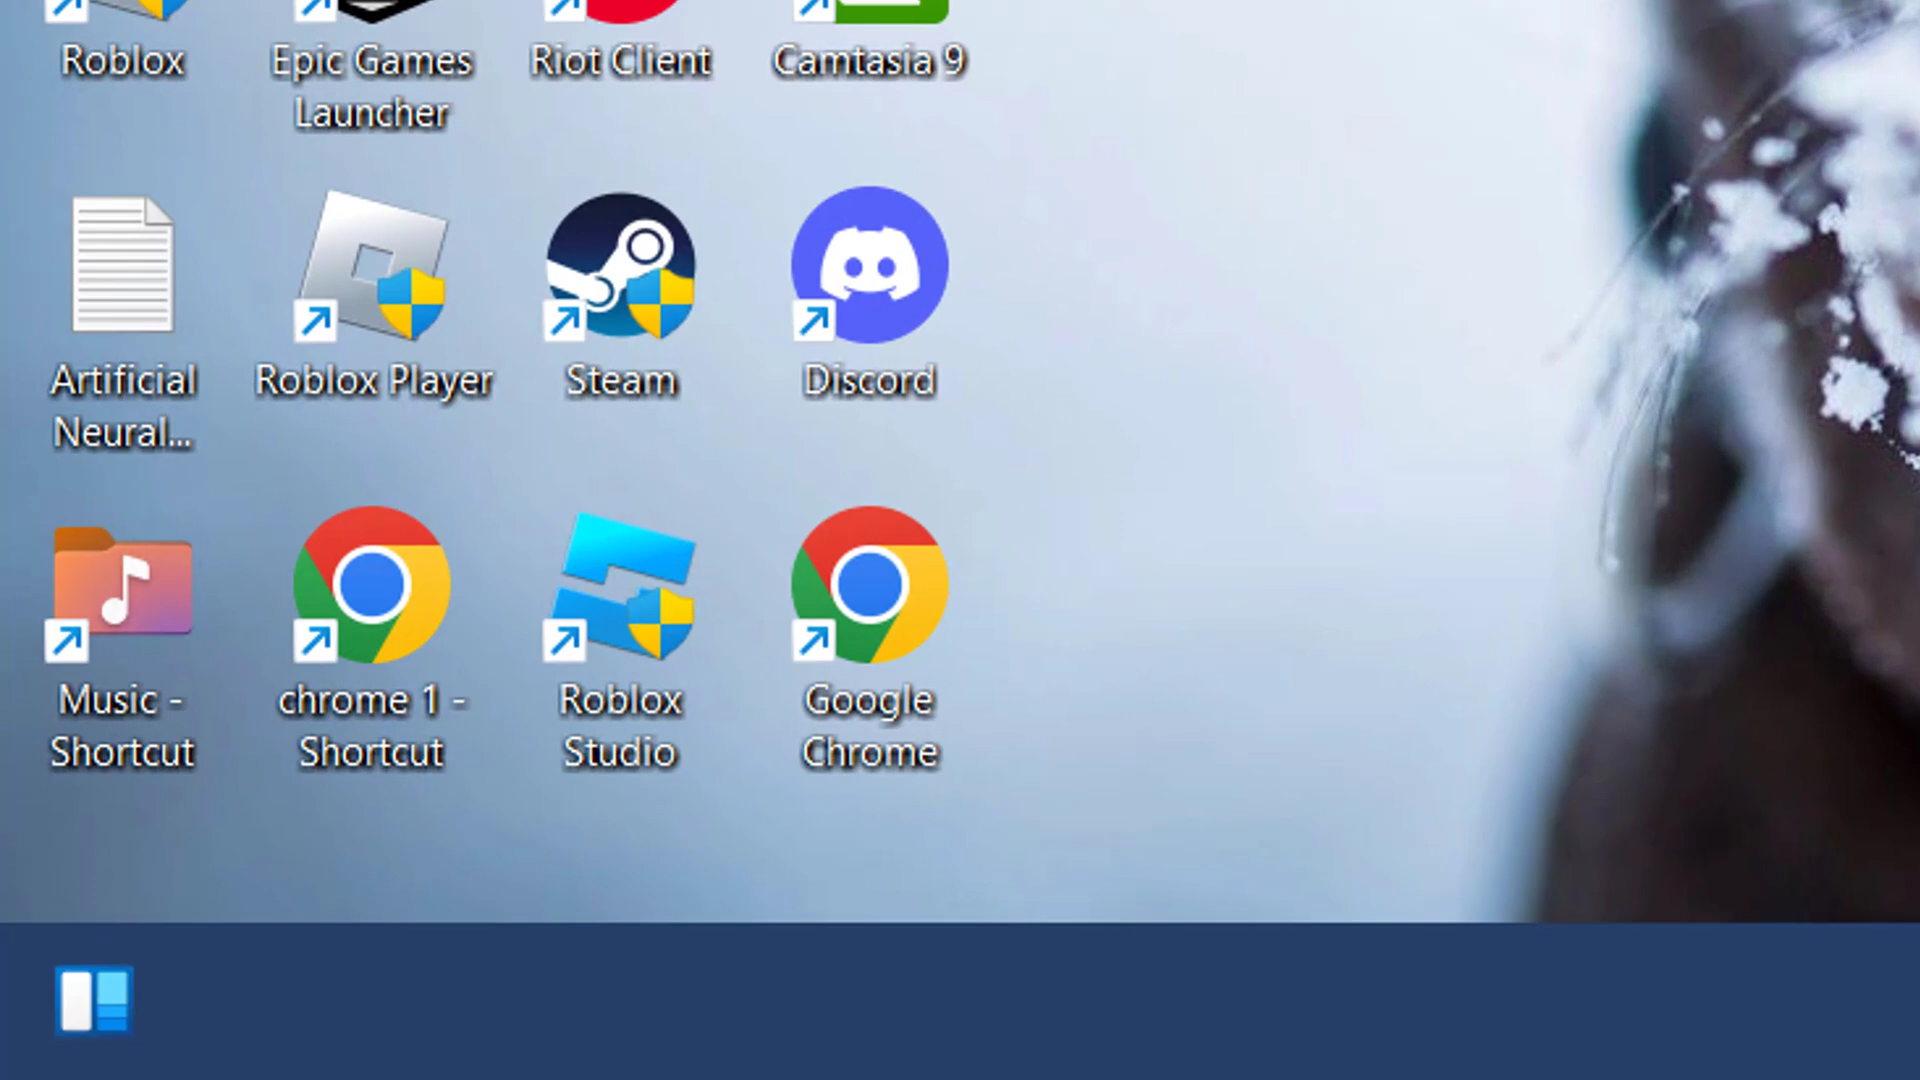 Roblox
Epic Games
Launcher
Riot Client
Camtasia 9
Artificial
Neural...
Roblox Player
Steam
Discord
Music -
Shortcut
chrome 1 -
Shortcut
Roblox
Studio
Google
Chrome